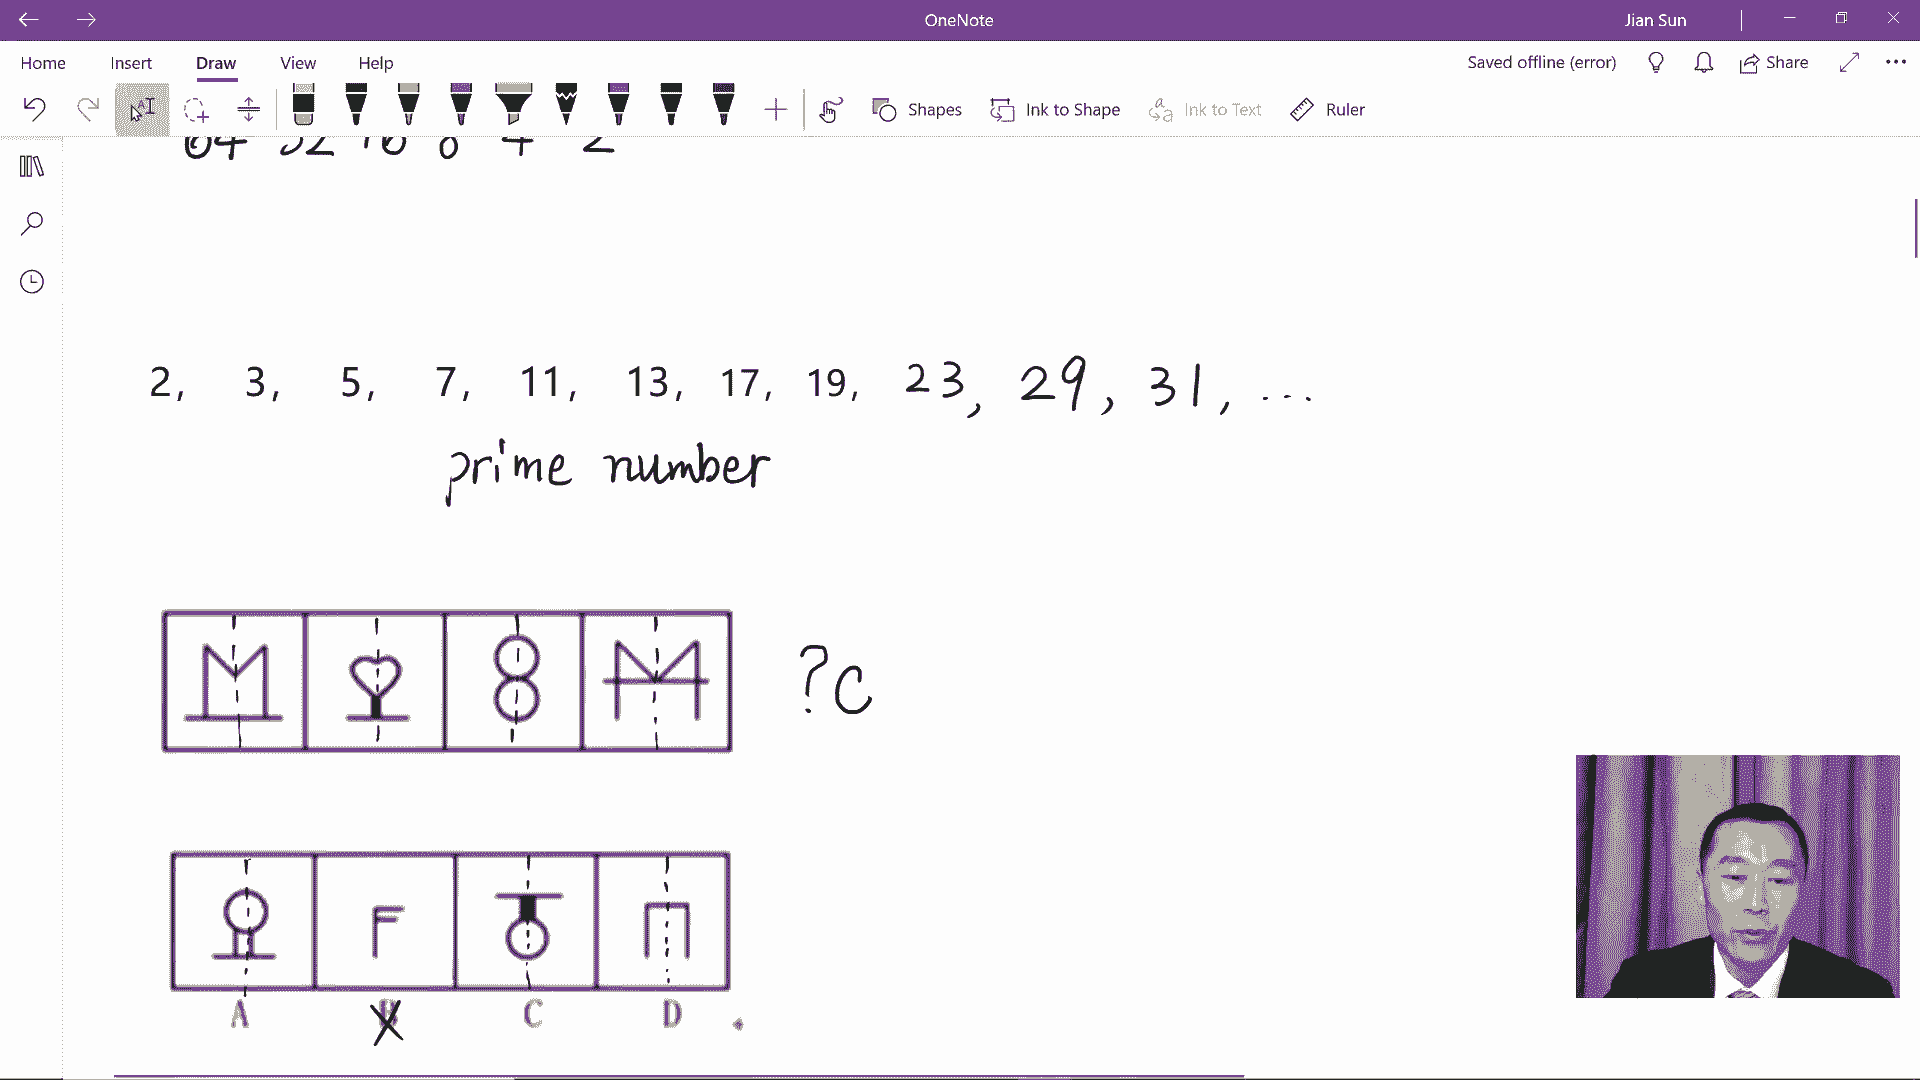 OneNote
Jian Sun
Home Insert Draw View Help
Saved offline (error)
Share
Shapes
Ink to Shape
Ink to Text
Ruler
64 32 16 8 4 2
2, 3, 5, 7, 11, 13, 17, 19, 23, 29, 31, ...
prime number
M 8
? C
F
A B C D